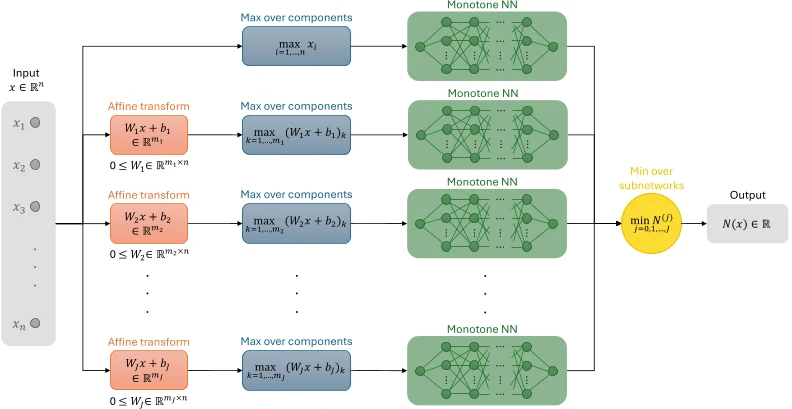 Monotone NN
Max over components
max
i=1,...,n
x_i
Input
x ∈ ℝⁿ
x₁
x₂
x₃
.
.
.
xₙ
Affine transform
W₁x + b₁
∈ ℝ^{m₁}
0 ≤ W₁ ∈ ℝ^{m₁×n}
Max over components
max (W₁x + b₁)ₖ
k=1,...,m₁
Monotone NN
Affine transform
W₂x + b₂
∈ ℝ^{m₂}
0 ≤ W₂ ∈ ℝ^{m₂×n}
Max over components
max (W₂x + b₂)ₖ
k=1,...,m₂
Monotone NN
Affine transform
W_J x + b_J
∈ ℝ^{m_J}
0 ≤ W_J ∈ ℝ^{m_J×n}
Max over components
max (W_J x + b_J)ₖ
k=1,...,m_J
Monotone NN
Min over
subnetworks
min N^{(j)}
j=0,1,...,J
Output
N(x) ∈ ℝ